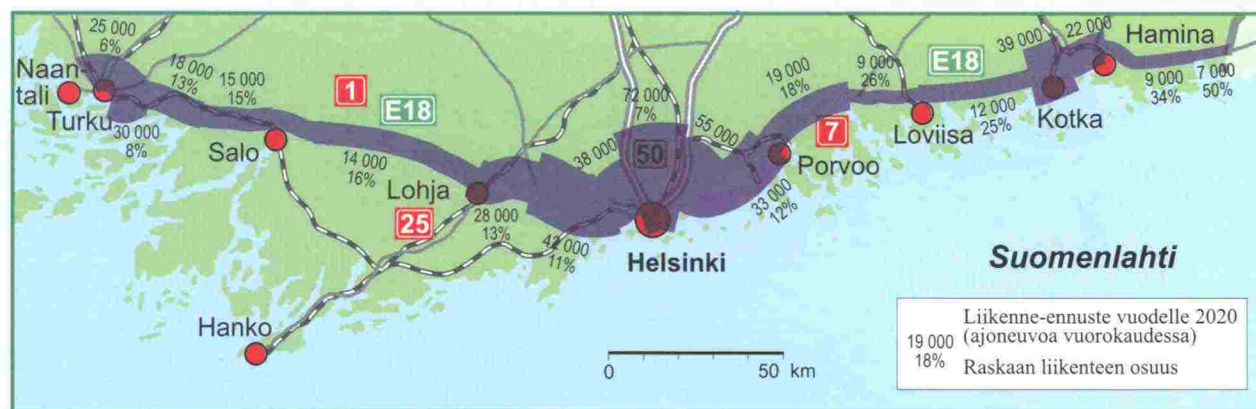 25 000
6%
Naan-
tali
Turku
30 000
8%
18 000
13%
15 000
15%
Salo
1
E18
14 000
16%
Lohja
25
28 000
13%
42 000
11%
Hanko
38 000
72 000
7%
50
Helsinki
55 000
33 000
12%
Porvoo
19 000
18%
7
9 000
26%
Loviisa
E18
12 000
25%
39 000
Kotka
22 000
Hamina
9 000
34%
7 000
50%
Suomenlahti
0 50 km
19 000
18%
Liikenne-ennuste vuodelle 2020
(ajoneuvoa vuorokaudessa)
Raskaan liikenteen osuus